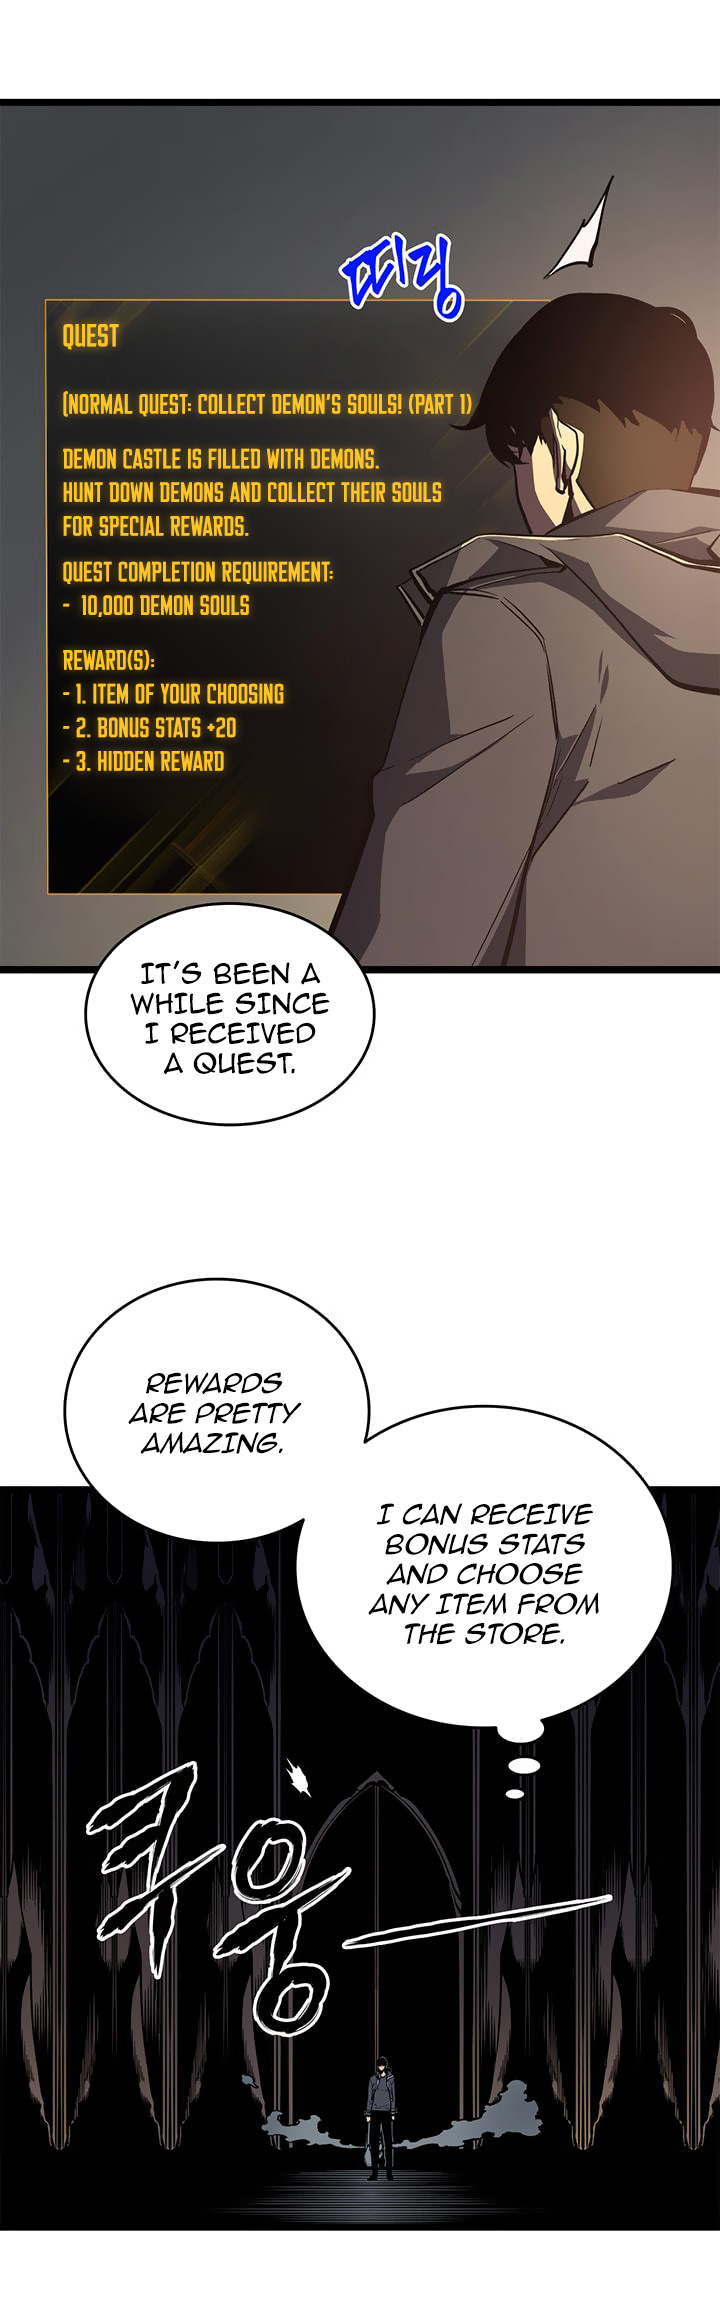 띠링
QUEST
[NORMAL QUEST: COLLECT DEMON'S SOULS! (PART 1)
DEMON CASTLE IS FILLED WITH DEMONS.
HUNT DOWN DEMONS AND COLLECT THEIR SOULS
FOR SPECIAL REWARDS.
QUEST COMPLETION REQUIREMENT:
- 10,000 DEMON SOULS
REWARD(S):
- 1. ITEM OF YOUR CHOOSING
- 2. BONUS STATS +20
- 3. HIDDEN REWARD
IT'S BEEN A
WHILE SINCE
I RECEIVED
A QUEST.
REWARDS
ARE PRETTY
AMAZING.
I CAN RECEIVE
BONUS STATS
AND CHOOSE
ANY ITEM FROM
THE STORE.
쿠웅—